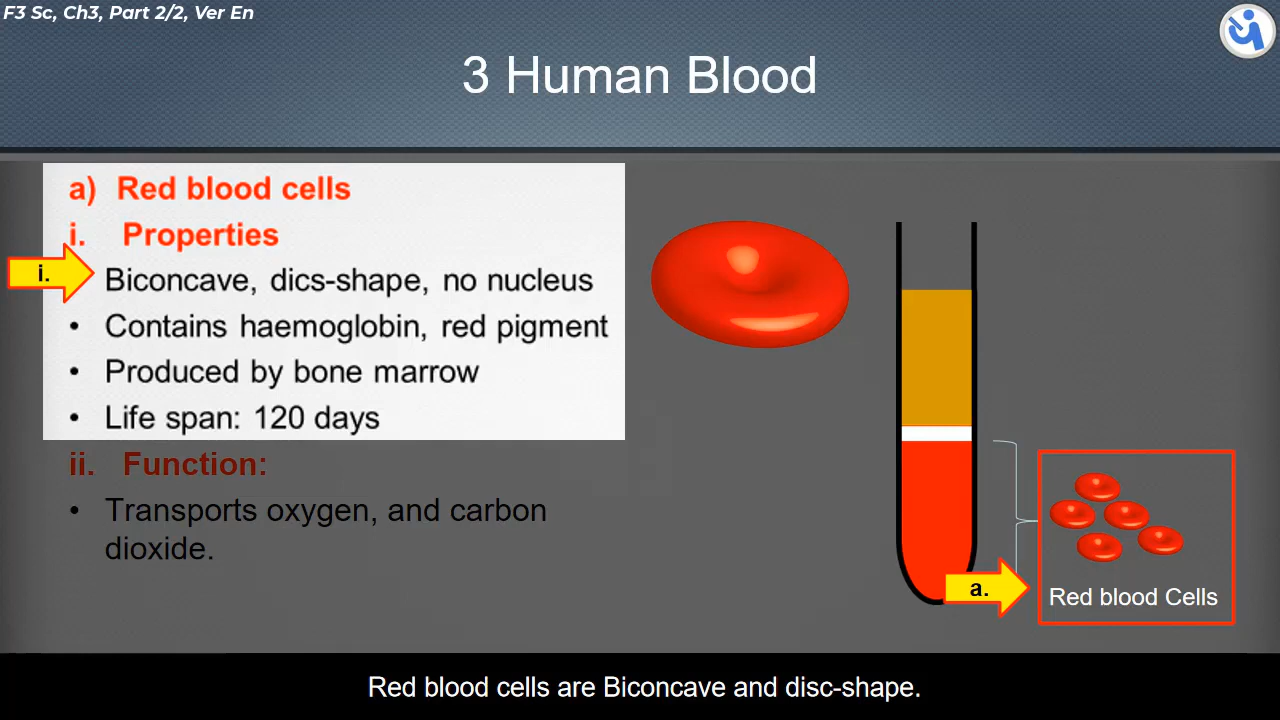 F3 Sc, Ch3, Part 2/2, Ver En
3 Human Blood
a) Red blood cells
i. Properties
i.
Biconcave, dics-shape, no nucleus
• Contains haemoglobin, red pigment
• Produced by bone marrow
• Life span: 120 days
ii. Function:
• Transports oxygen, and carbon
dioxide.
a.
Red blood Cells
Red blood cells are Biconcave and disc-shape.